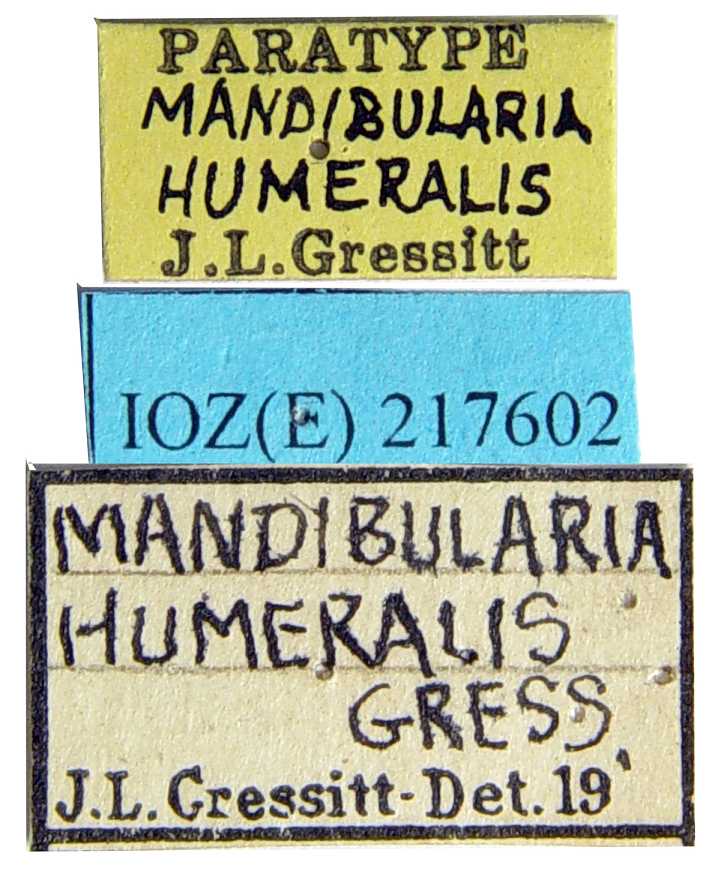 PARATYPE
MANDIBULARIA
HUMERALIS
J.L.Gressitt
IOZ(E) 217602
MANDIBULARIA
HUMERALIS
GRESS.
J.L.Gressitt-Det.19